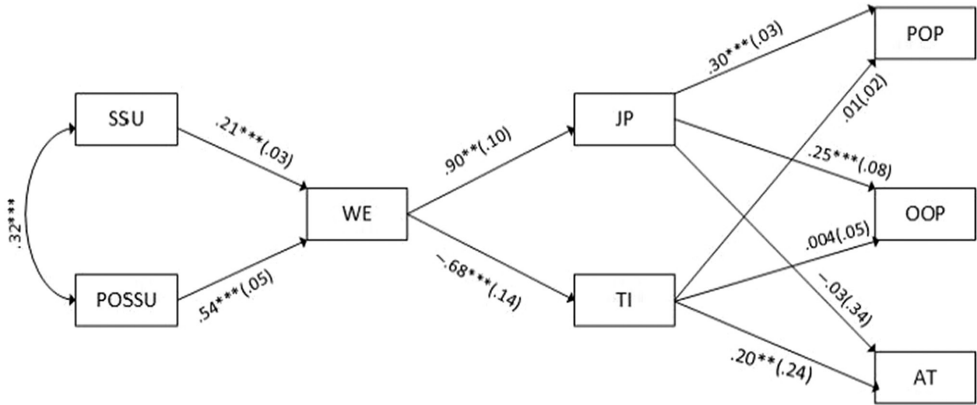 POP
.30***(.03)
.01(.02)
SSU
.21***(.03)
JP
.90**(.10)
.25***(.08)
.32***
WE
OOP
.004(.05)
POSSU
.54***(.05)
−.68***(.14)
TI
−.03(.34)
.20**(.24)
AT